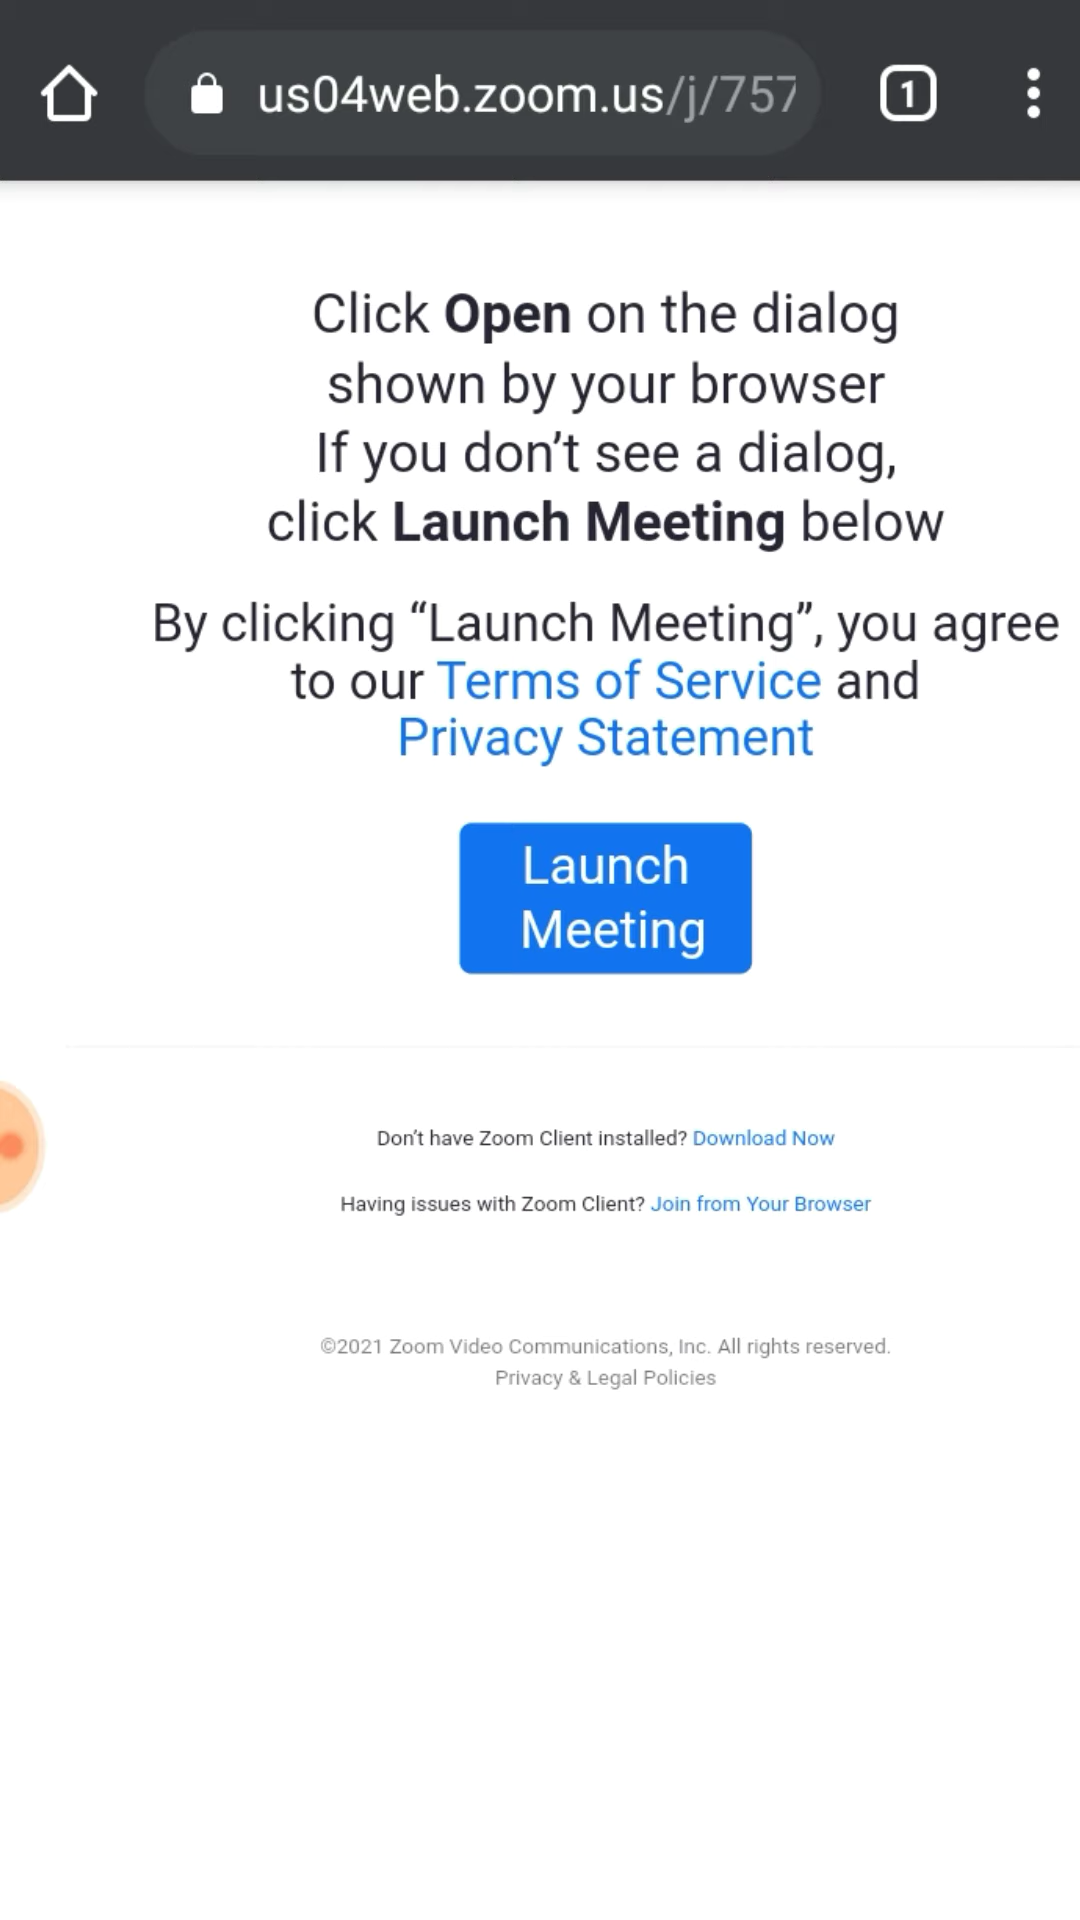 us04web.zoom.us/j/757
1
Click Open on the dialog
shown by your browser
If you don’t see a dialog,
click Launch Meeting below
By clicking “Launch Meeting”, you agree
to our Terms of Service and
Privacy Statement
Launch
Meeting
Don’t have Zoom Client installed? Download Now
Having issues with Zoom Client? Join from Your Browser
©2021 Zoom Video Communications, Inc. All rights reserved.
Privacy & Legal Policies